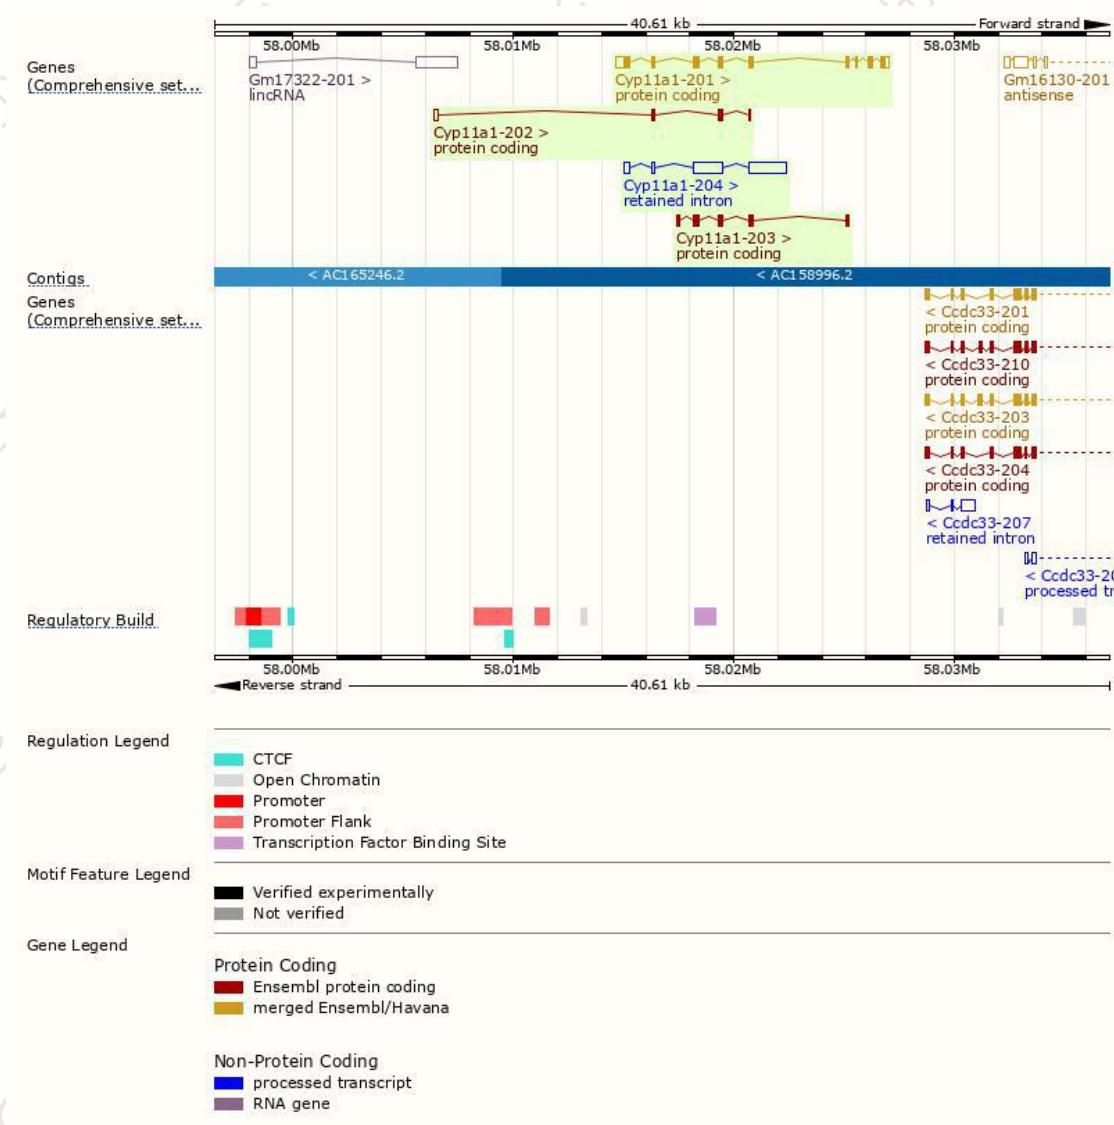 40.61 kb Forward strand
58.00Mb 58.01Mb 58.02Mb 58.03Mb
Genes
(Comprehensive set...
Gm17322-201 >
lincRNA
Cyp11a1-201 >
protein coding
Gm16130-201
antisense
Cyp11a1-202 >
protein coding
Cyp11a1-204 >
retained intron
Cyp11a1-203 >
protein coding
Contigs
< AC165246.2
< AC158996.2
Genes
(Comprehensive set...
< Ccdc33-201
protein coding
< Ccdc33-210
protein coding
< Ccdc33-203
protein coding
< Ccdc33-204
protein coding
< Ccdc33-207
retained intron
< Ccdc33-20
processed tr
Regulatory Build
58.00Mb 58.01Mb 58.02Mb 58.03Mb
Reverse strand 40.61 kb
Regulation Legend
CTCF
Open Chromatin
Promoter
Promoter Flank
Transcription Factor Binding Site
Motif Feature Legend
Verified experimentally
Not verified
Gene Legend
Protein Coding
Ensembl protein coding
merged Ensembl/Havana
Non-Protein Coding
processed transcript
RNA gene